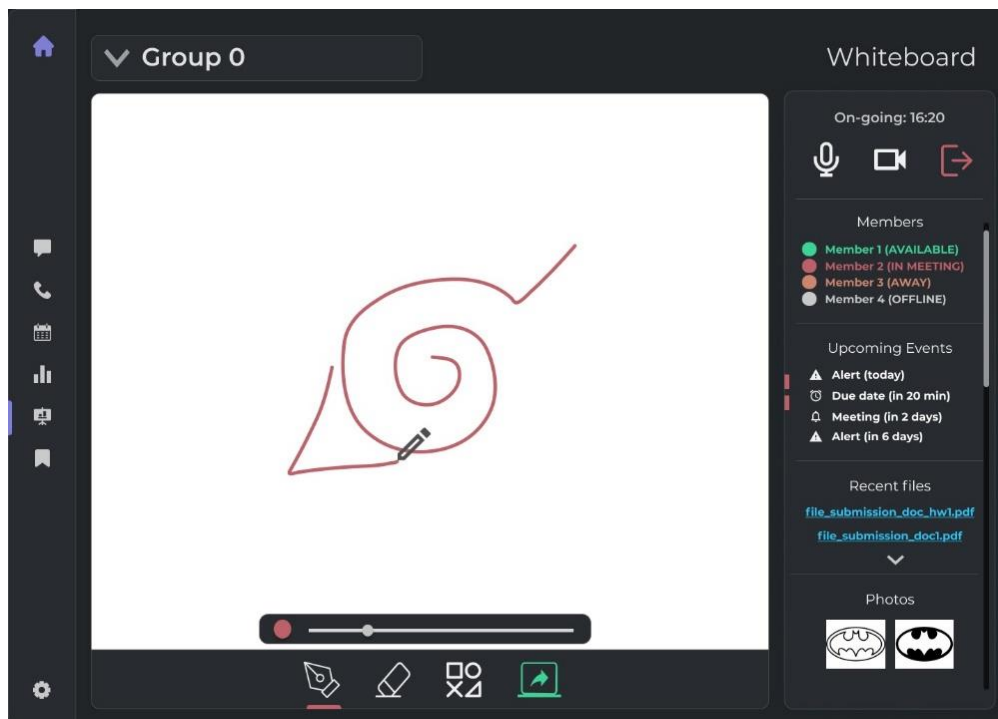 Group 0
Whiteboard
On-going: 16:20
Members
Member 1 (AVAILABLE)
Member 2 (IN MEETING)
Member 3 (AWAY)
Member 4 (OFFLINE)
Upcoming Events
Alert (today)
Due date (in 20 min)
Meeting (in 2 days)
Alert (in 6 days)
Recent files
file_submission_doc_hw1.pdf
file_submission_doc1.pdf
Photos